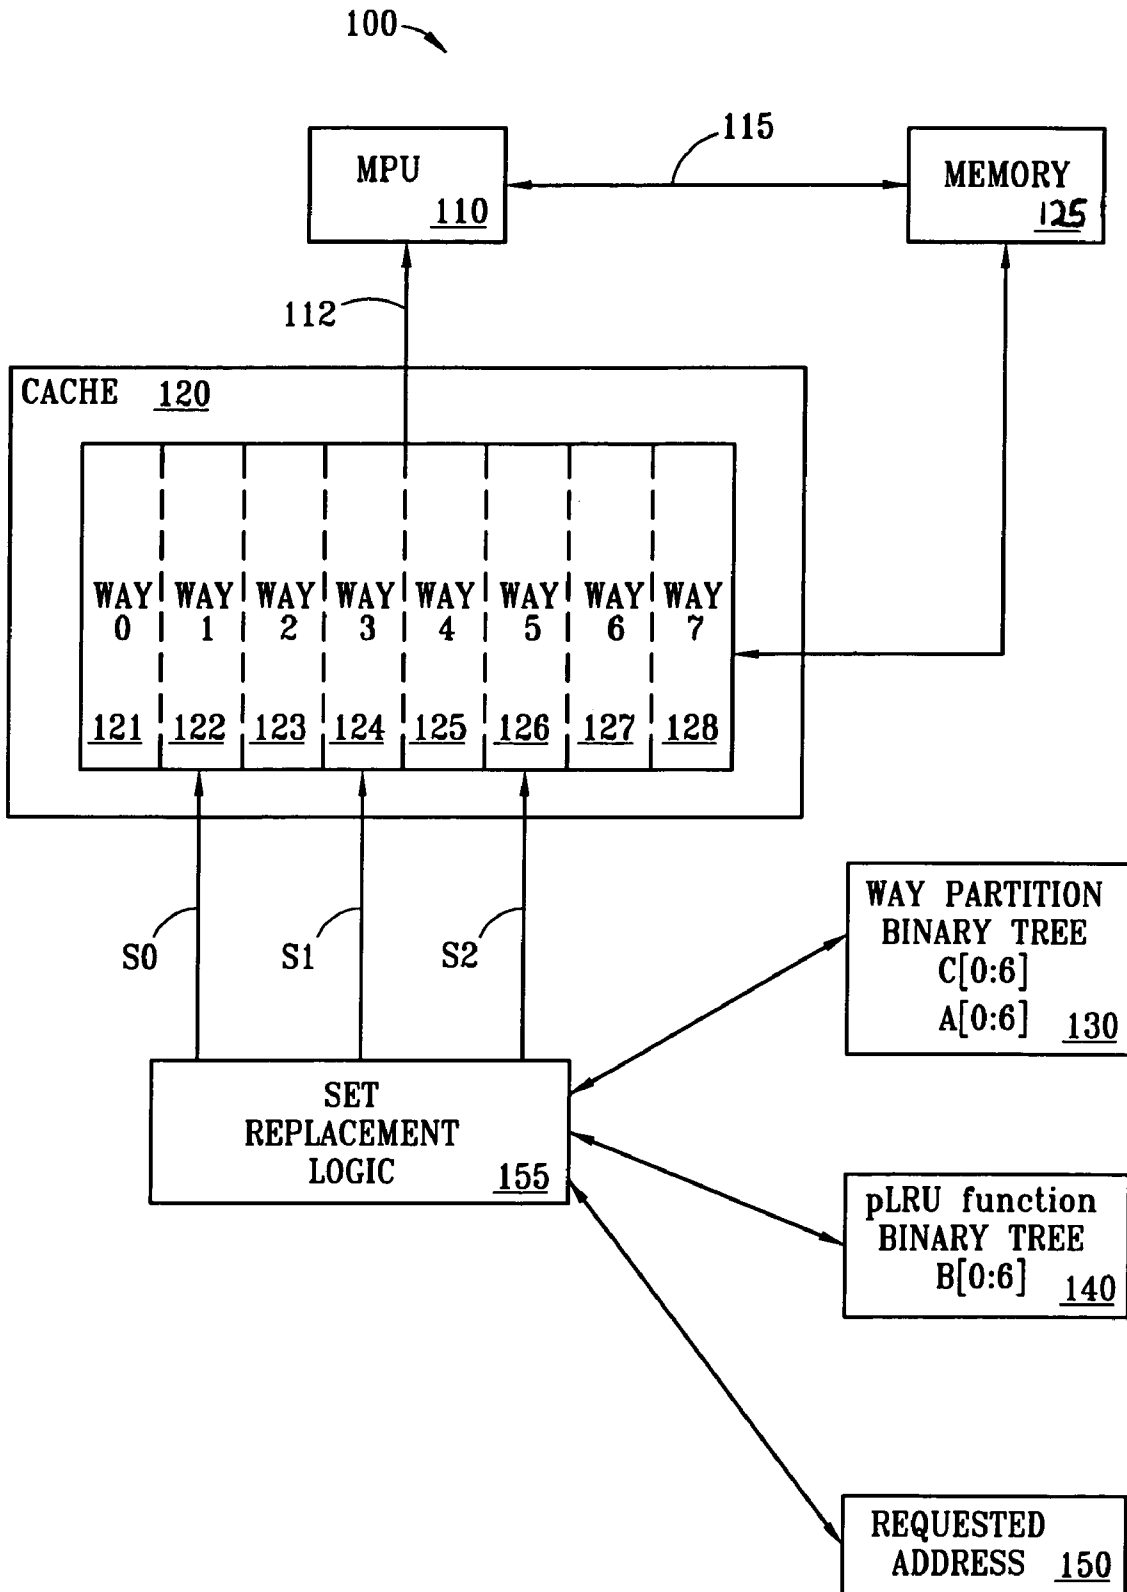 100
MPU
110
115
MEMORY
125
112
CACHE 120
WAY 0
WAY 1
WAY 2
WAY 3
WAY 4
WAY 5
WAY 6
WAY 7
121 122 123 124 125 126 127 128
S0
S1
S2
WAY PARTITION
BINARY TREE
C[0:6]
A[0:6] 130
SET
REPLACEMENT
LOGIC 155
pLRU function
BINARY TREE
B[0:6] 140
REQUESTED
ADDRESS 150